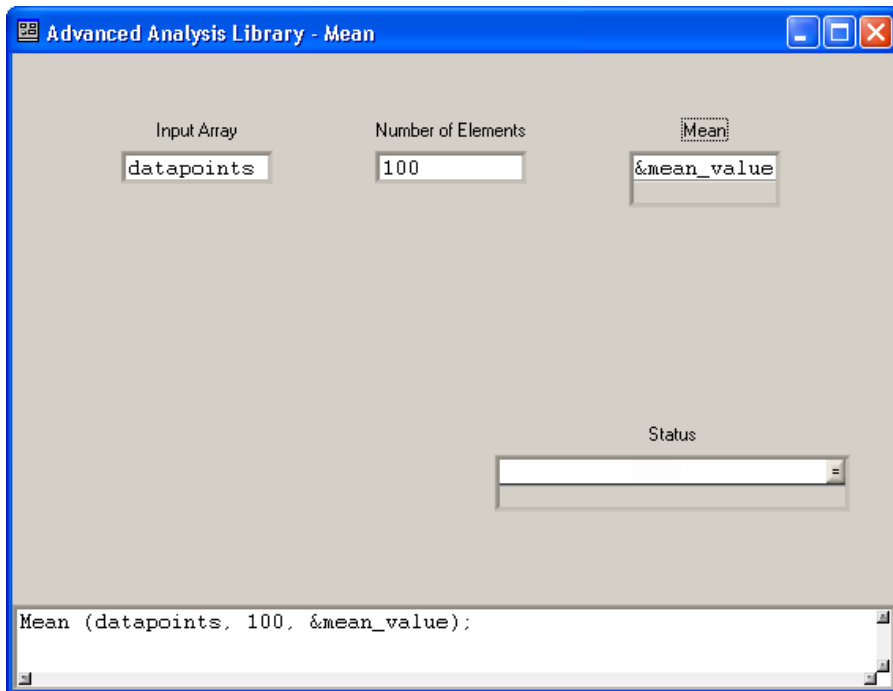 Advanced Analysis Library - Mean
Input Array
Number of Elements
Mean
datapoints
100
&mean_value
Status
=
Mean (datapoints, 100, &mean_value);